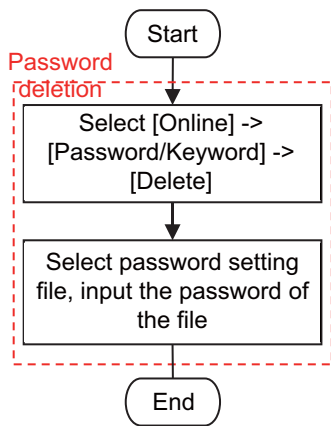 Start
Password
deletion
Select [Online] ->
[Password/Keyword] ->
[Delete]
Select password setting
file, input the password of
the file
End